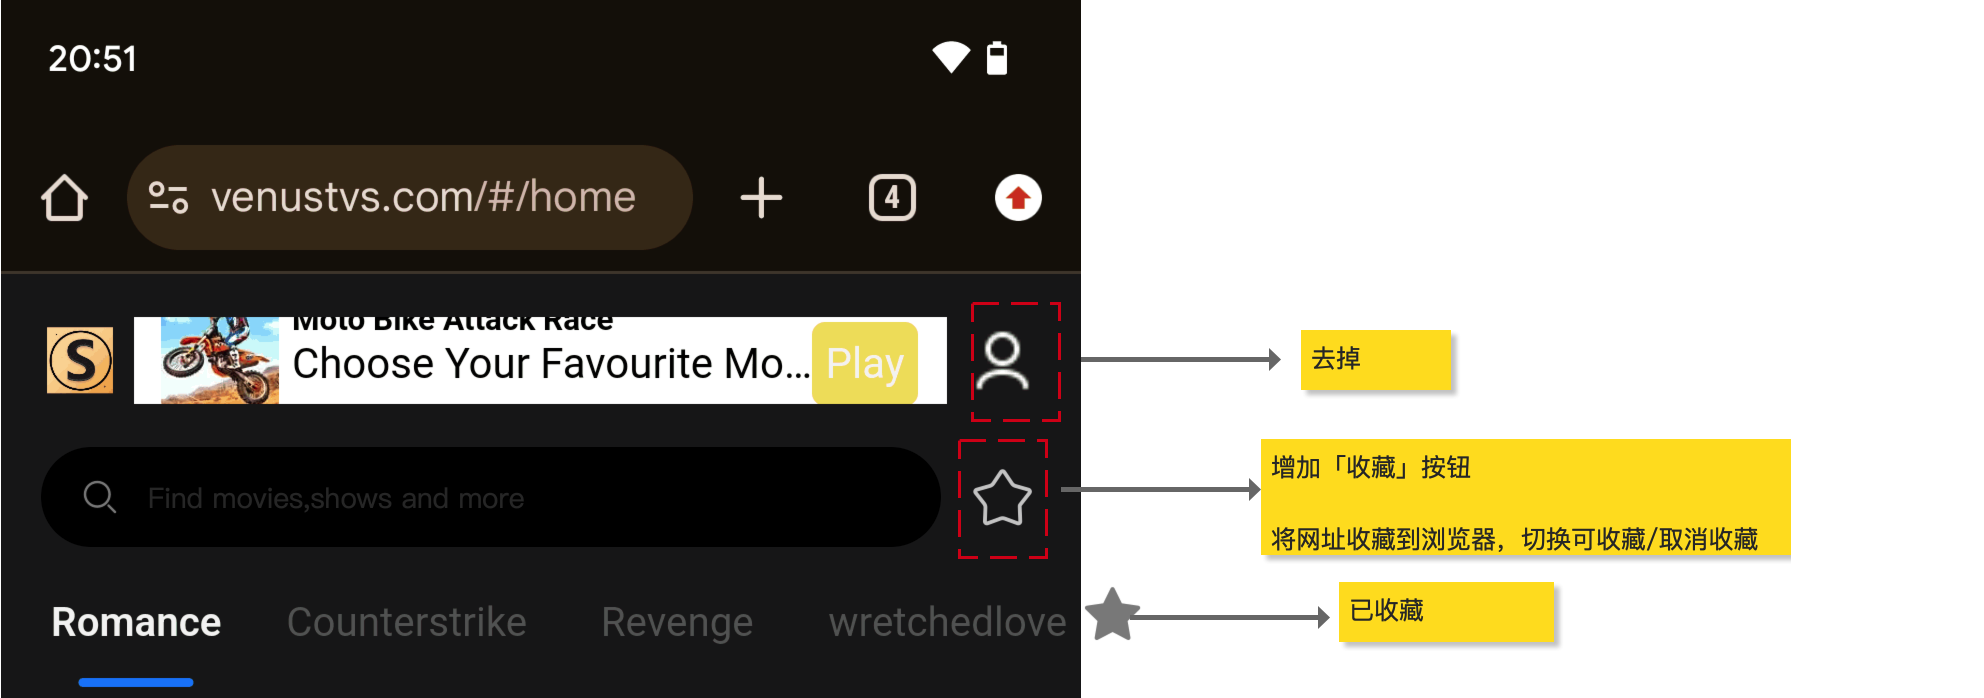 20:51
venustvs.com/#/home
4
S
Moto Bike Attack Race
Choose Your Favourite Mo...
Play
去掉
Find movies,shows and more
增加「收藏」按钮
将网址收藏到浏览器，切换可收藏/取消收藏
Romance
Counterstrike
Revenge
wretchedlove
已收藏